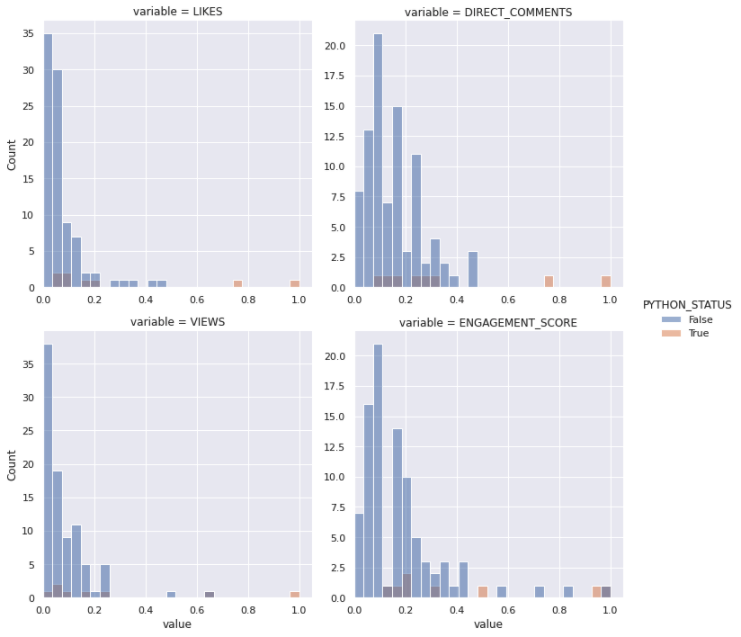 variable = LIKES
variable = DIRECT_COMMENTS
35
30
25
20
15
10
5
0
Count
0.0 0.2 0.4 0.6 0.8 1.0
20.0
17.5
15.0
12.5
10.0
7.5
5.0
2.5
0.0
0.0 0.2 0.4 0.6 0.8 1.0
PYTHON_STATUS
False
True
variable = VIEWS
variable = ENGAGEMENT_SCORE
35
30
25
20
15
10
5
0
Count
0.0 0.2 0.4 0.6 0.8 1.0
value
20.0
17.5
15.0
12.5
10.0
7.5
5.0
2.5
0.0
0.0 0.2 0.4 0.6 0.8 1.0
value